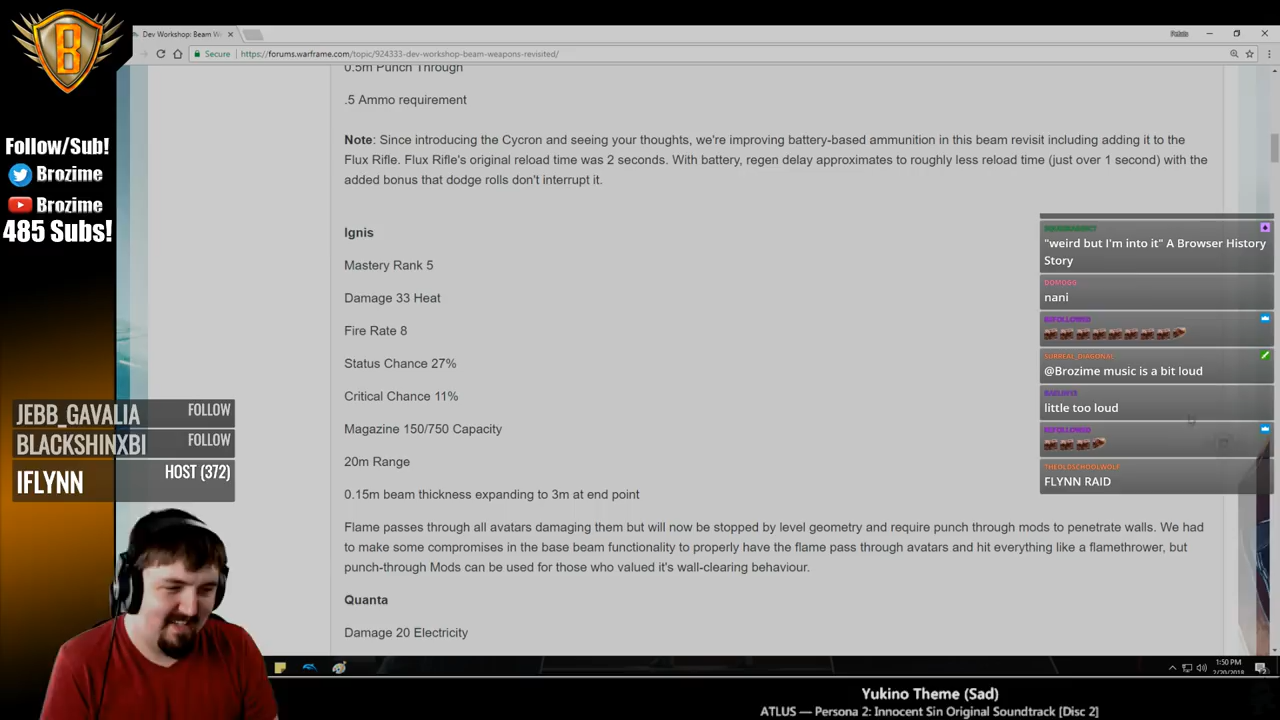 Dev Workshop: Beam W
Secure
https://forums.warframe.com/topic/924333-dev-workshop-beam-weapons-revisited/
B
Follow/Sub!
Brozime
Brozime
485 Subs!
0.5m Punch Through
.5 Ammo requirement
Note: Since introducing the Cycron and seeing your thoughts, we're improving battery-based ammunition in this beam revisit including adding it to the
Flux Rifle. Flux Rifle's original reload time was 2 seconds. With battery, regen delay approximates to roughly less reload time (just over 1 second) with the
added bonus that dodge rolls don't interrupt it.
Ignis
Mastery Rank 5
Damage 33 Heat
Fire Rate 8
Status Chance 27%
Critical Chance 11%
Magazine 150/750 Capacity
20m Range
0.15m beam thickness expanding to 3m at end point
Flame passes through all avatars damaging them but will now be stopped by level geometry and require punch through mods to penetrate walls. We had
to make some compromises in the base beam functionality to properly have the flame pass through avatars and hit everything like a flamethrower, but
punch-through Mods can be used for those who valued it's wall-clearing behaviour.
Quanta
Damage 20 Electricity
"weird but I'm into it" A Browser History
Story
nani
SURREAL_DIAGONAL
@Brozime music is a bit loud
little too loud
THEOLDSCHOOLWOLF
FLYNN RAID
JEBB_GAVALIA FOLLOW
BLACKSHINXBI FOLLOW
IFLYNN HOST (372)
1:50 PM
2/20/2018
Yukino Theme (Sad)
ATLUS — Persona 2: Innocent Sin Original Soundtrack [Disc 2]